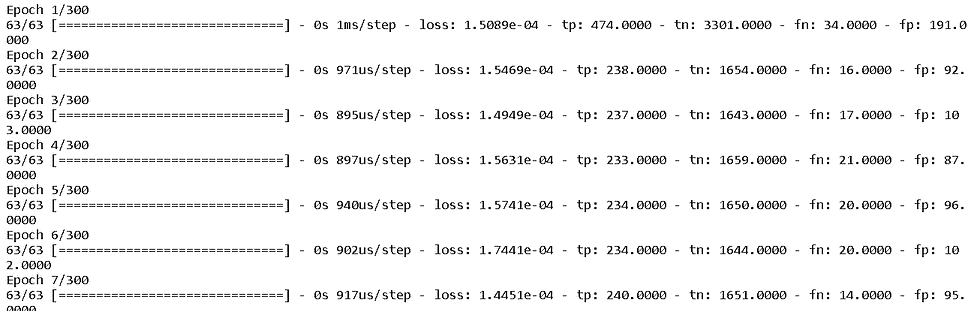 Epoch 1/300
63/63 [==============================] - 0s 1ms/step - loss: 1.5089e-04 - tp: 474.0000 - tn: 3301.0000 - fn: 34.0000 - fp: 191.0
000
Epoch 2/300
63/63 [==============================] - 0s 971us/step - loss: 1.5469e-04 - tp: 238.0000 - tn: 1654.0000 - fn: 16.0000 - fp: 92.
0000
Epoch 3/300
63/63 [==============================] - 0s 895us/step - loss: 1.4949e-04 - tp: 237.0000 - tn: 1643.0000 - fn: 17.0000 - fp: 10
3.0000
Epoch 4/300
63/63 [==============================] - 0s 897us/step - loss: 1.5631e-04 - tp: 233.0000 - tn: 1659.0000 - fn: 21.0000 - fp: 87.
0000
Epoch 5/300
63/63 [==============================] - 0s 940us/step - loss: 1.5741e-04 - tp: 234.0000 - tn: 1650.0000 - fn: 20.0000 - fp: 96.
0000
Epoch 6/300
63/63 [==============================] - 0s 902us/step - loss: 1.7441e-04 - tp: 234.0000 - tn: 1644.0000 - fn: 20.0000 - fp: 10
2.0000
Epoch 7/300
63/63 [==============================] - 0s 917us/step - loss: 1.4451e-04 - tp: 240.0000 - tn: 1651.0000 - fn: 14.0000 - fp: 95.
0000